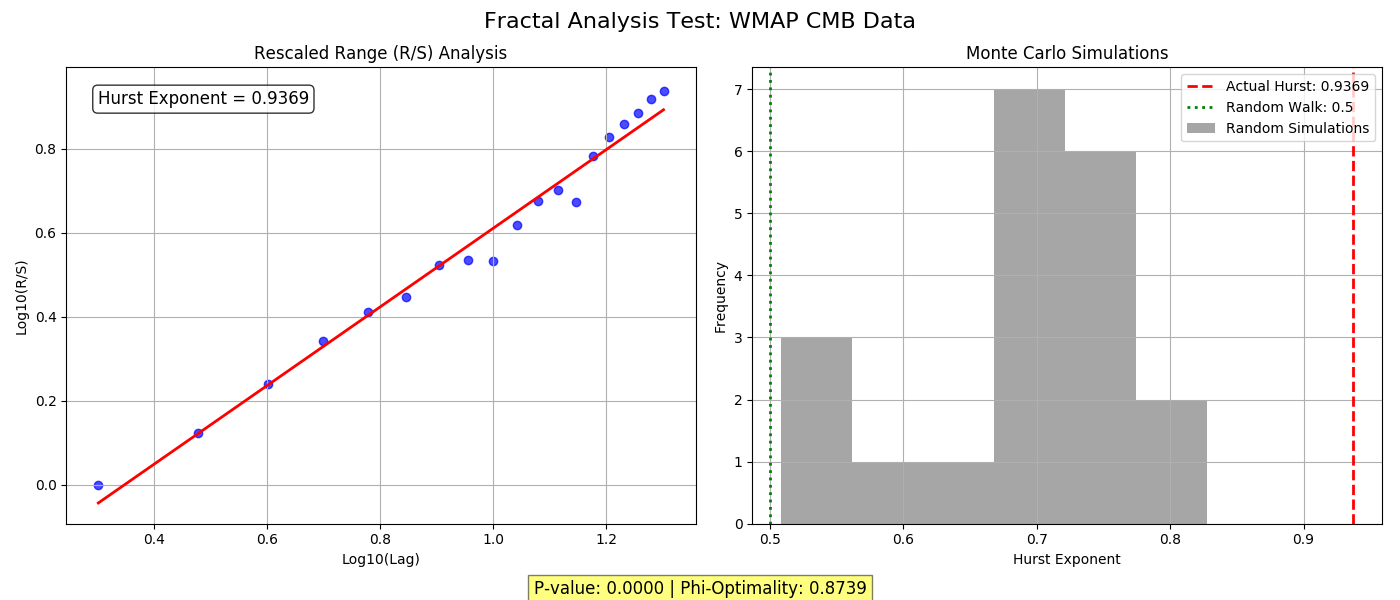 Fractal Analysis Test: WMAP CMB Data
Rescaled Range (R/S) Analysis
Hurst Exponent = 0.9369
Log10(R/S)
0.8
0.6
0.4
0.2
0.0
0.4
0.6
0.8
1.0
1.2
Log10(Lag)
Monte Carlo Simulations
Actual Hurst: 0.9369
Random Walk: 0.5
Random Simulations
Frequency
7
6
5
4
3
2
1
0
0.5
0.6
0.7
0.8
0.9
Hurst Exponent
P-value: 0.0000 | Phi-Optimality: 0.8739